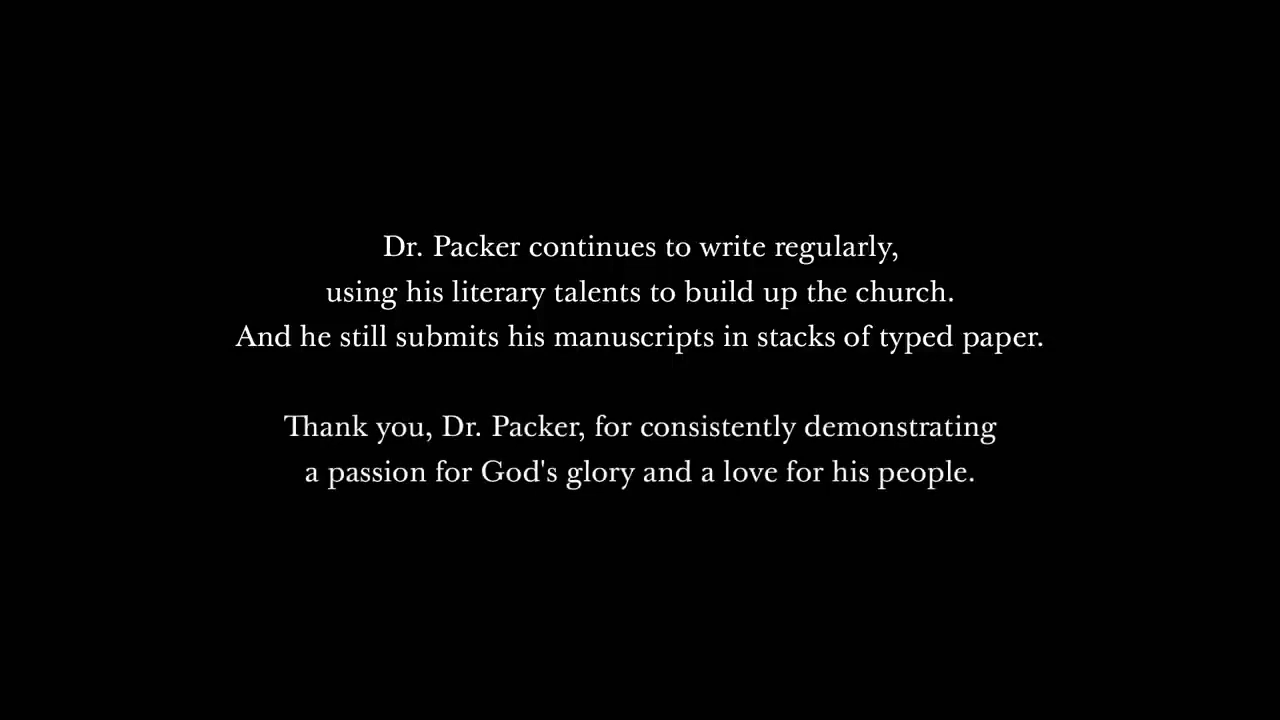 Dr. Packer continues to write regularly,
using his literary talents to build up the church.
And he still submits his manuscripts in stacks of typed paper.
Thank you, Dr. Packer, for consistently demonstrating
a passion for God's glory and a love for his people.